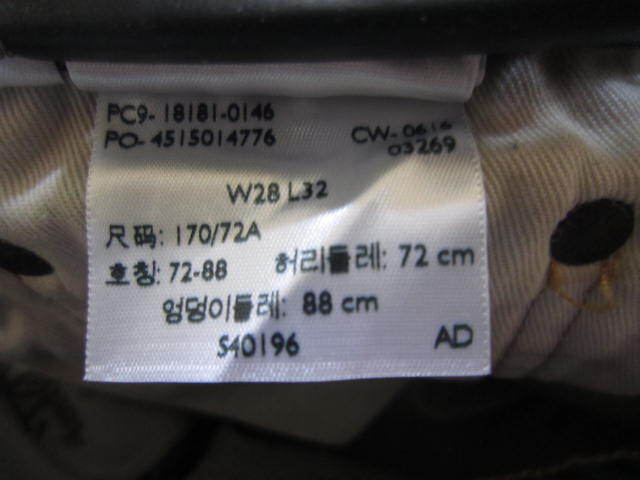 PC9- 18181-0146
PO- 4515014776
CW- 0616
03269
W28 L32
尺码: 170/72A
호칭: 72-88 허리둘레: 72 cm
엉덩이둘레: 88 cm
S40196 AD